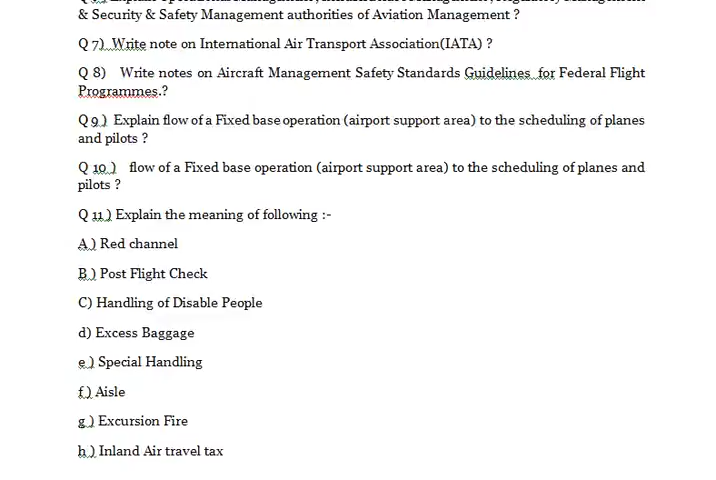 & Security & Safety Management authorities of Aviation Management ?
Q 7). Write note on International Air Transport Association(IATA) ?
Q 8) Write notes on Aircraft Management Safety Standards Guidelines for Federal Flight
Programmes.?
Q 9 ) Explain flow of a Fixed base operation (airport support area) to the scheduling of planes
and pilots ?
Q 10 ) flow of a Fixed base operation (airport support area) to the scheduling of planes and
pilots ?
Q 11 ) Explain the meaning of following :-
A ) Red channel
B ) Post Flight Check
C) Handling of Disable People
d) Excess Baggage
e ) Special Handling
f ) Aisle
g ) Excursion Fire
h ) Inland Air travel tax